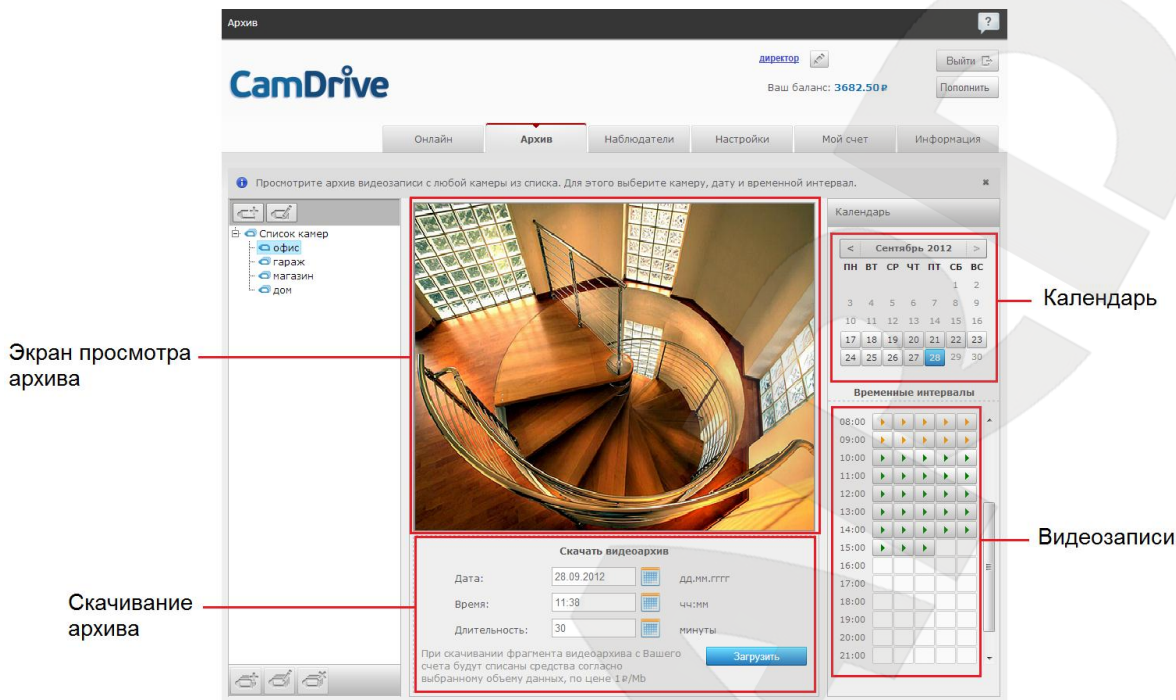 Архив
?
CamDrive
директор
Выйти
Ваш баланс: 3682.50 ₽
Пополнить
Онлайн
Архив
Наблюдатели
Настройки
Мой счет
Информация
Просмотрите архив видеозаписи с любой камеры из списка. Для этого выберите камеру, дату и временной интервал.
Список камер
офис
гараж
магазин
дом
Экран просмотра
архива
Календарь
< Сентябрь 2012 >
ПН ВТ СР ЧТ ПТ СБ ВС
1 2
3 4 5 6 7 8 9
10 11 12 13 14 15 16
17 18 19 20 21 22 23
24 25 26 27 28 29 30
Календарь
Временные интервалы
08:00
09:00
10:00
11:00
12:00
13:00
14:00
15:00
16:00
17:00
18:00
19:00
20:00
21:00
Видеозаписи
Скачать видеоархив
Дата: 28.09.2012 дд.мм.гггг
Время: 11:38 чч:мм
Длительность: 30 минуты
При скачивании фрагмента видеоархива с Вашего
счета будут списаны средства согласно
выбранному объему данных, по цене 1 ₽/Mb
Загрузить
Скачивание
архива